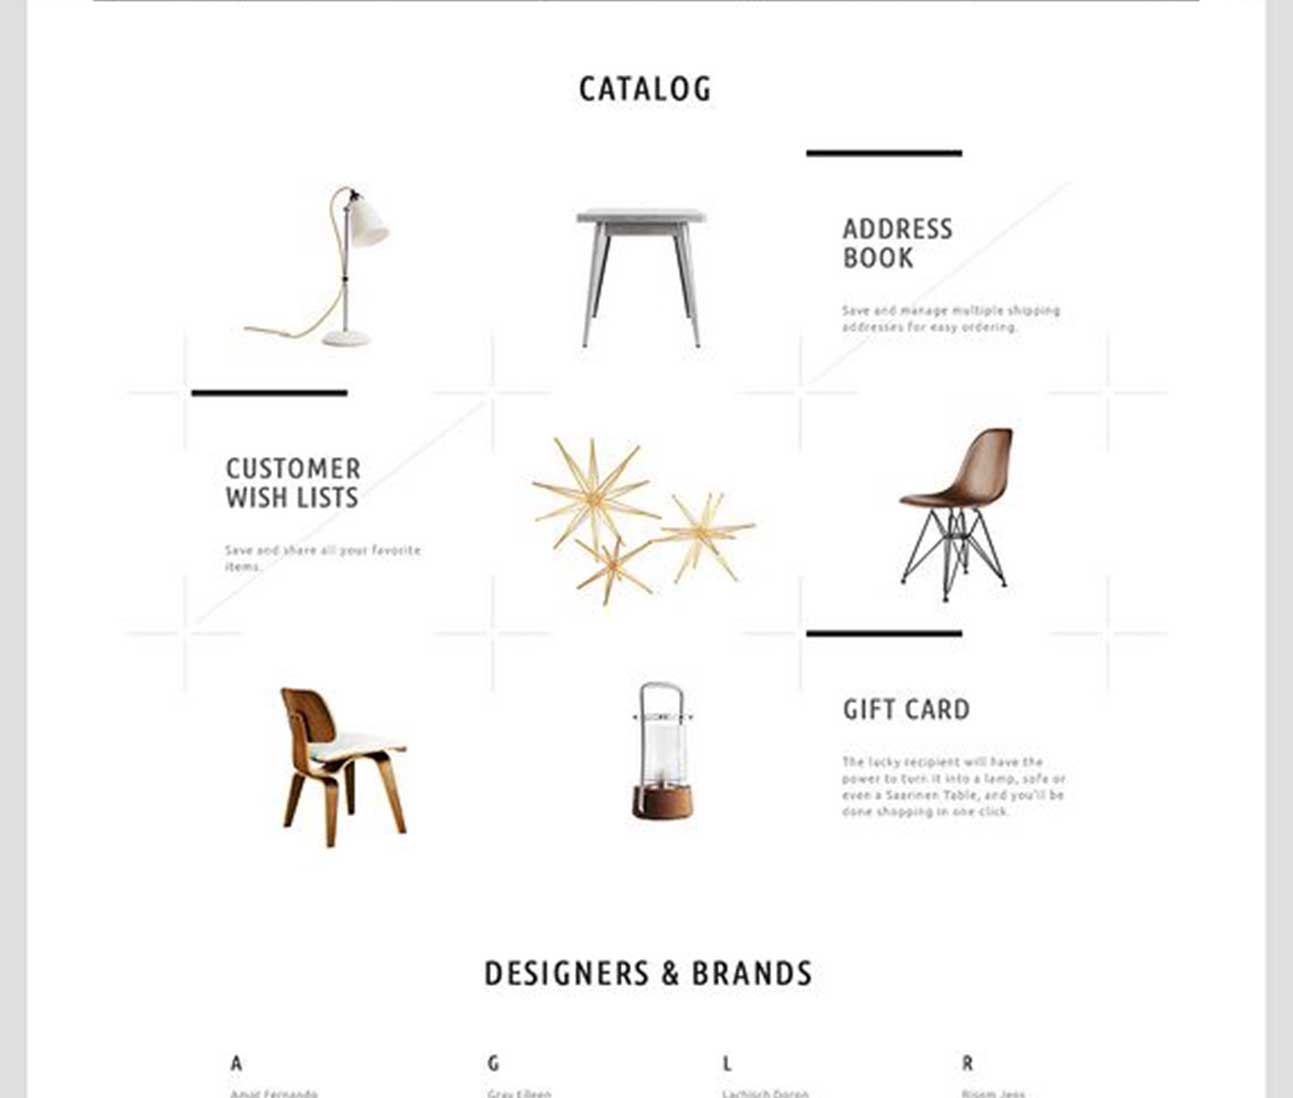 CATALOG
ADDRESS
BOOK
Save and manage multiple shipping
addresses for easy ordering.
CUSTOMER
WISH LISTS
Save and share all your favorite
items.
GIFT CARD
The lucky recipient will have the
power to turn it into a lamp, sofa or
even a Saarinen Table, and you'll be
done shopping in one click.
DESIGNERS & BRANDS
A
G
L
R
Amat Fernando
Gray Eileen
Lachisch Doron
Risom Jens